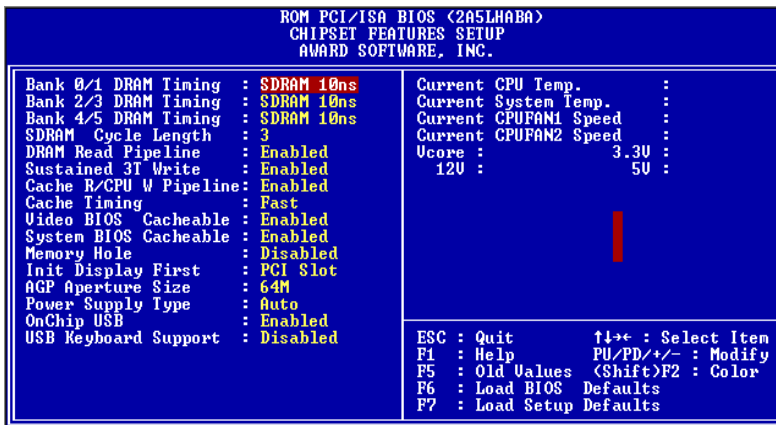 ROM PCI/ISA BIOS (2A5LHABA)
CHIPSET FEATURES SETUP
AWARD SOFTWARE, INC.
Bank 0/1 DRAM Timing : SDRAM 10ns
Bank 2/3 DRAM Timing : SDRAM 10ns
Bank 4/5 DRAM Timing : SDRAM 10ns
SDRAM Cycle Length : 3
DRAM Read Pipeline : Enabled
Sustained 3T Write : Enabled
Cache R/CPU W Pipeline: Enabled
Cache Timing : Fast
Video BIOS Cacheable : Enabled
System BIOS Cacheable : Enabled
Memory Hole : Disabled
Init Display First : PCI Slot
AGP Aperture Size : 64M
Power Supply Type : Auto
OnChip USB : Enabled
USB Keyboard Support : Disabled
Current CPU Temp. :
Current System Temp. :
Current CPUFAN1 Speed :
Current CPUFAN2 Speed :
Vcore : 3.3V :
12V : 5V :
ESC : Quit ↑↓→← : Select Item
F1 : Help PU/PD/+/- : Modify
F5 : Old Values (Shift)F2 : Color
F6 : Load BIOS Defaults
F7 : Load Setup Defaults